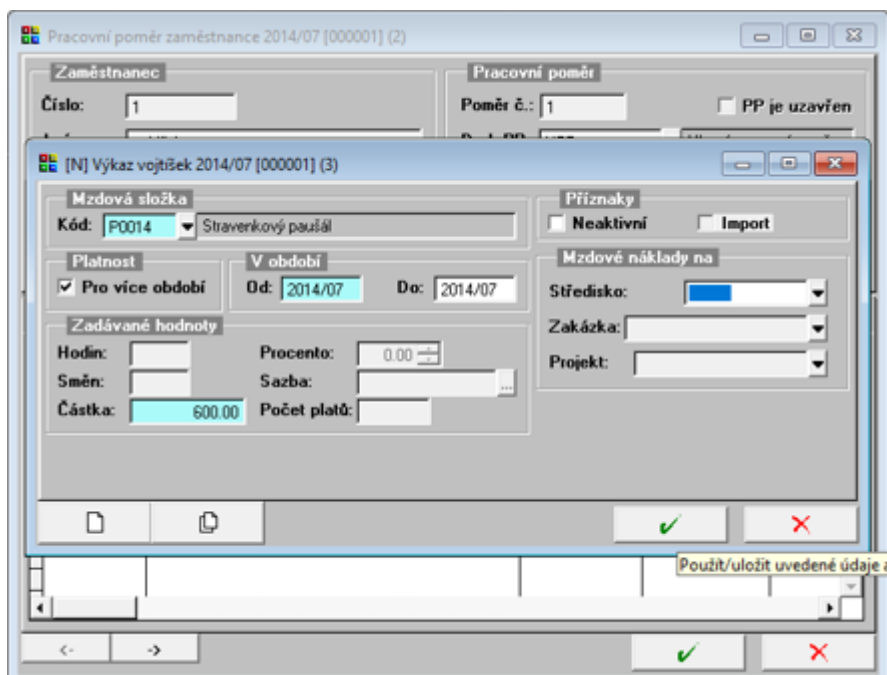 Pracovní poměr zaměstnance 2014/07 [000001] (2)
Zaměstnanec
Pracovní poměr
Číslo: 1
Poměr č.: 1
PP je uzavřen
[N] Výkaz vojtíšek 2014/07 [000001] (3)
Mzdová složka
Příznaky
Kód: P0014 Stravenkový paušál
Neaktivní
Import
Platnost
V období
Mzdové náklady na
Pro více období
Od: 2014/07
Do: 2014/07
Středisko:
Zadávané hodnoty
Zakázka:
Hodin:
Procento: 0.00
Projekt:
Směn:
Sazba:
...
Částka: 600.00
Počet platů:
Použít/uložit uvedené údaje a
<-
->